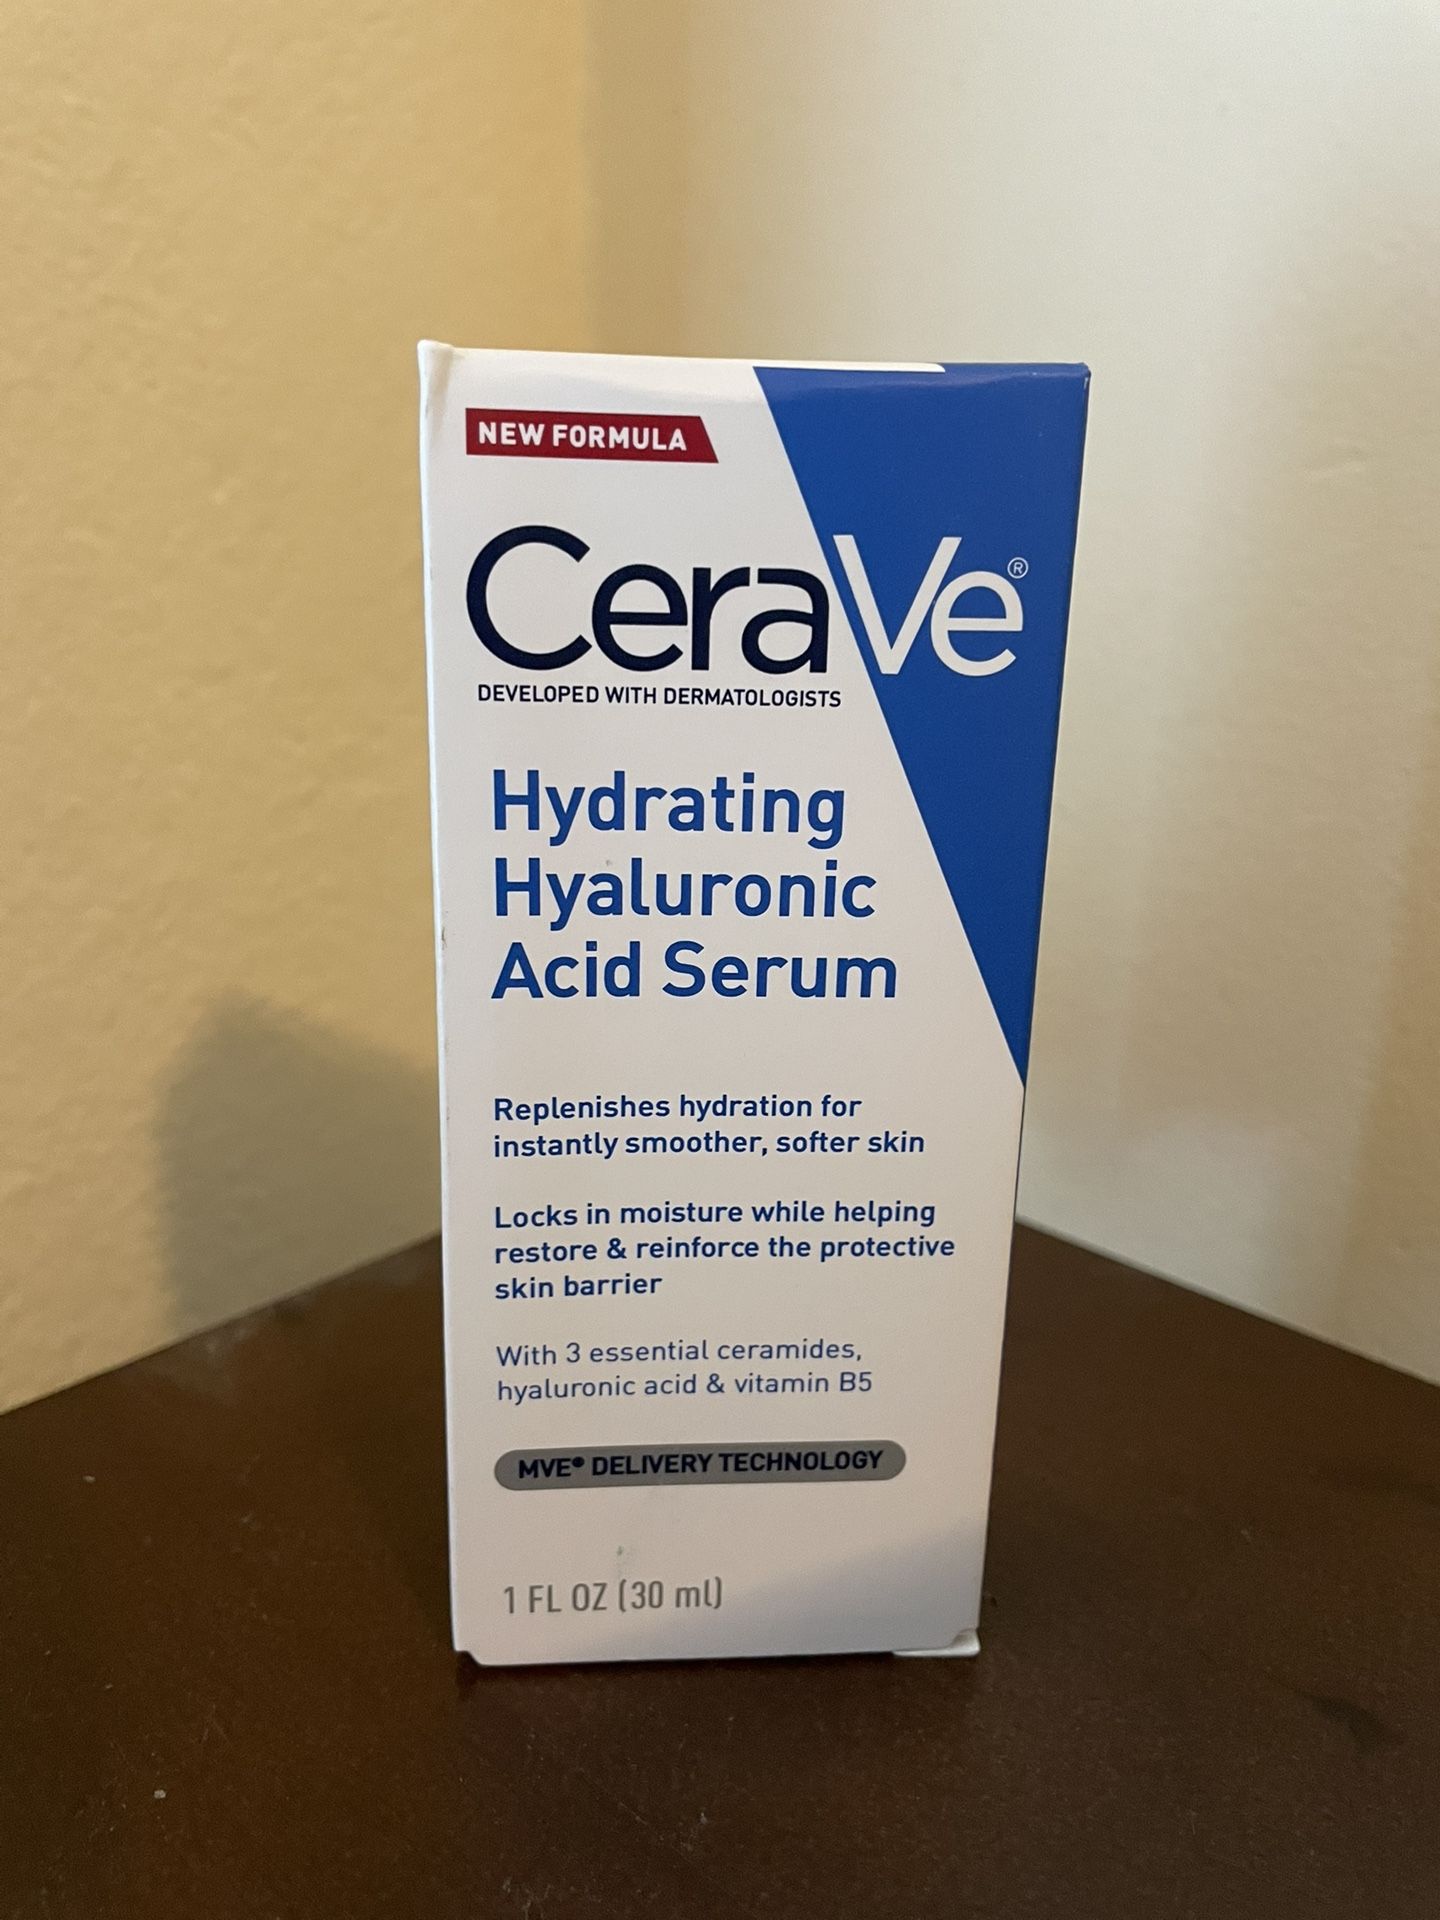 NEW FORMULA
CeraVe®
DEVELOPED WITH DERMATOLOGISTS
Hydrating
Hyaluronic
Acid Serum
Replenishes hydration for
instantly smoother, softer skin
Locks in moisture while helping
restore & reinforce the protective
skin barrier
With 3 essential ceramides,
hyaluronic acid & vitamin B5
MVE® DELIVERY TECHNOLOGY
1 FL OZ (30 ml)